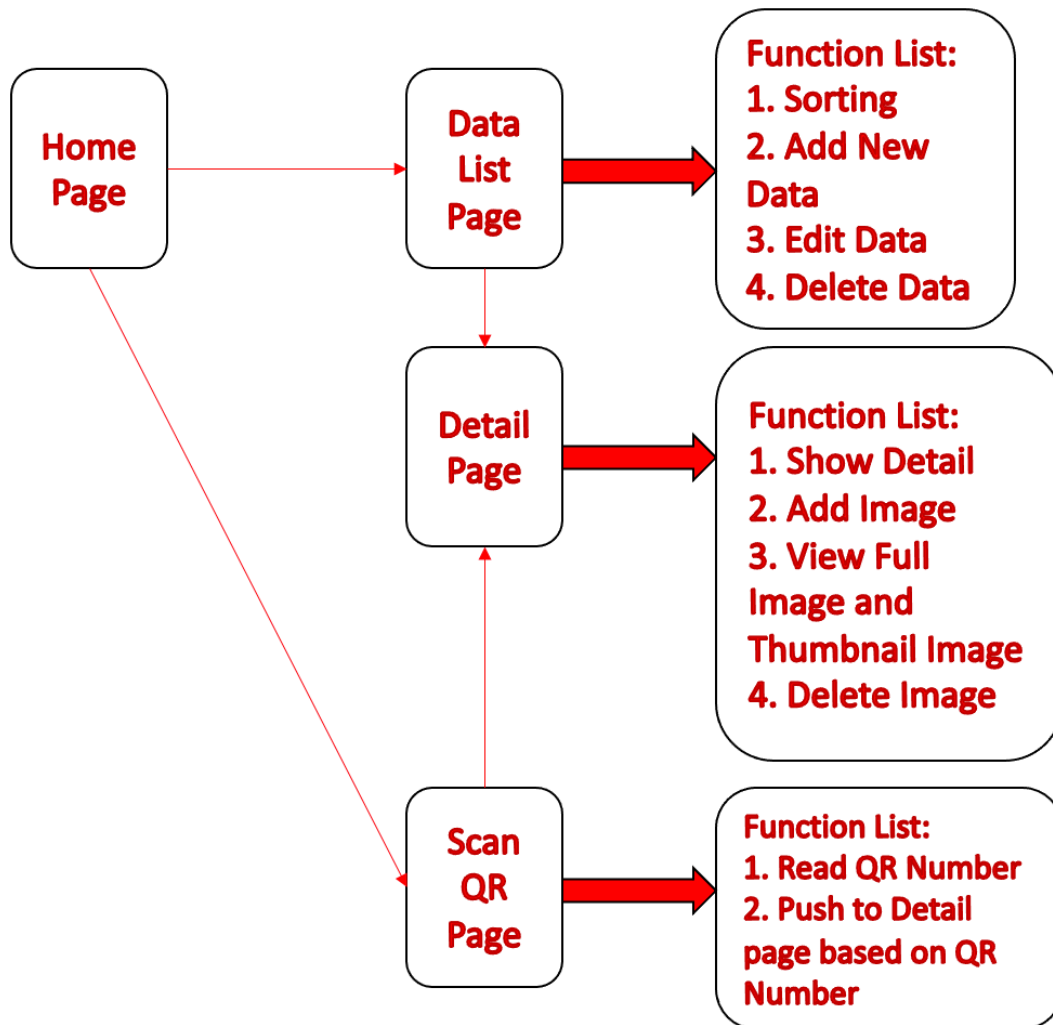 Home
Page
Data
List
Page
Function List:
1. Sorting
2. Add New
Data
3. Edit Data
4. Delete Data
Detail
Page
Function List:
1. Show Detail
2. Add Image
3. View Full
Image and
Thumbnail Image
4. Delete Image
Scan
QR
Page
Function List:
1. Read QR Number
2. Push to Detail
page based on QR
Number